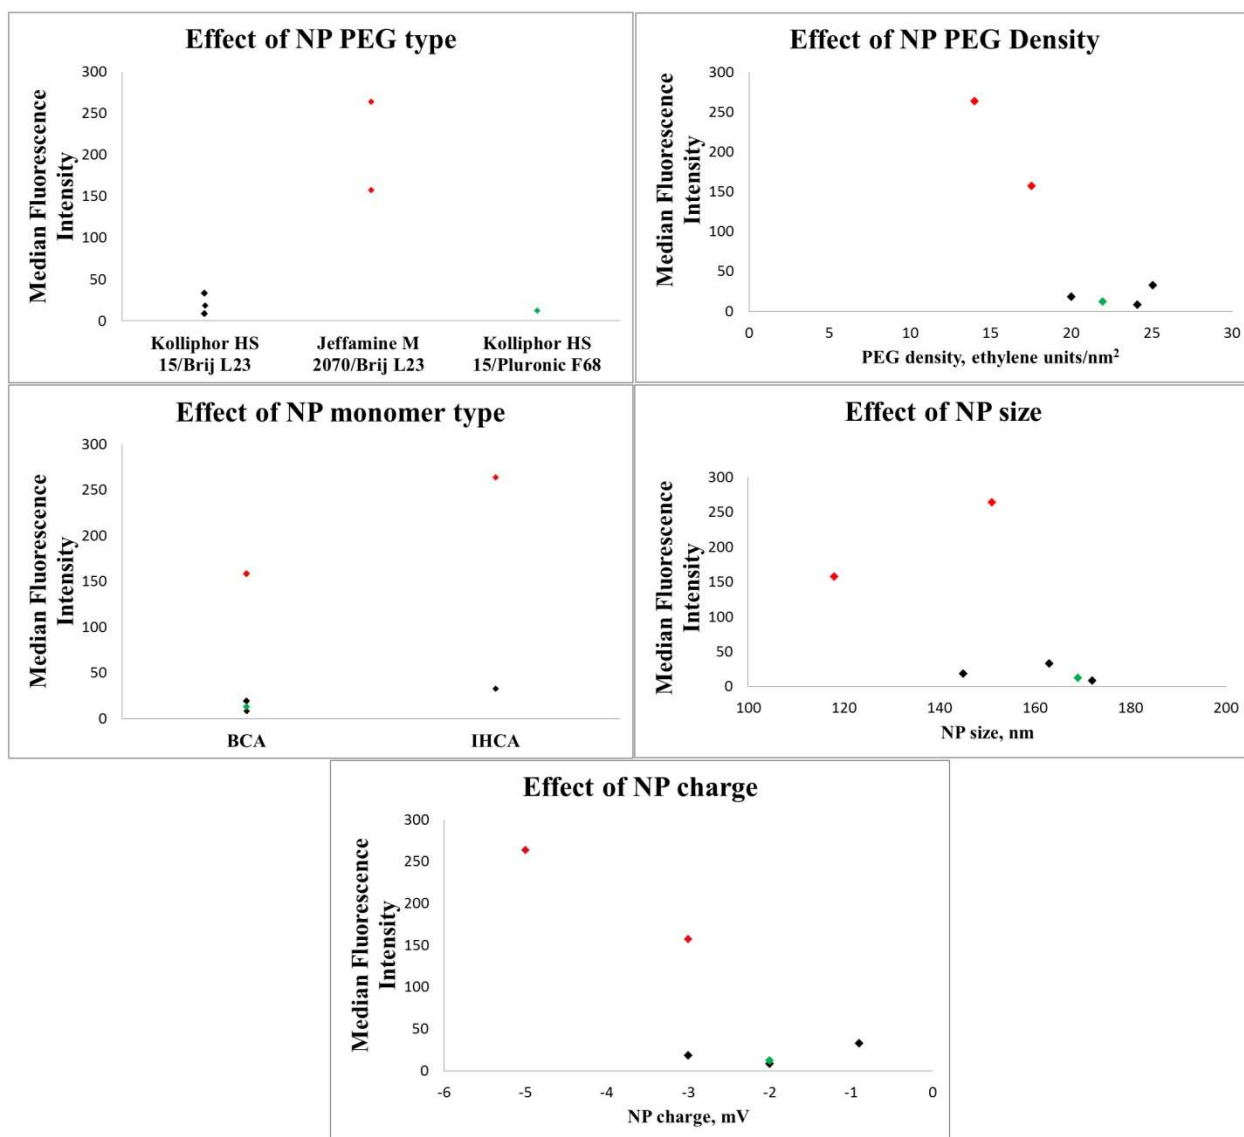 Effect of NP PEG type
Median Fluorescence
Intensity
300
250
200
150
100
50
0
Kolliphor HS
15/Brij L23
Jeffamine M
2070/Brij L23
Kolliphor HS
15/Pluronic F68
Effect of NP PEG Density
Median Fluorescence
Intensity
300
250
200
150
100
50
0
0 5 10 15 20 25 30
PEG density, ethylene units/nm²
Effect of NP monomer type
Median Fluorescence
Intensity
300
250
200
150
100
50
0
BCA IHCA
Effect of NP size
Median Fluorescence
Intensity
300
250
200
150
100
50
0
100 120 140 160 180 200
NP size, nm
Effect of NP charge
Median Fluorescence
Intensity
300
250
200
150
100
50
0
-6 -5 -4 -3 -2 -1 0
NP charge, mV